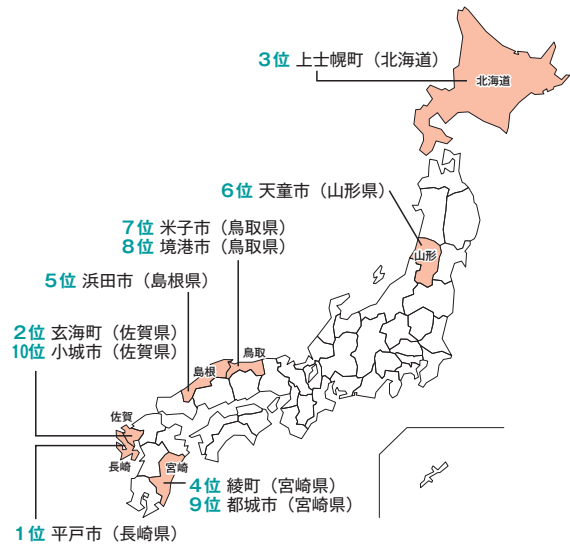 3位 上士幌町（北海道）
北海道
6位 天童市（山形県）
山形
7位 米子市（鳥取県）
8位 境港市（鳥取県）
5位 浜田市（島根県）
2位 玄海町（佐賀県）
10位 小城市（佐賀県）
鳥取
島根
佐賀
長崎
宮崎
4位 綾町（宮崎県）
9位 都城市（宮崎県）
1位 平戸市（長崎県）